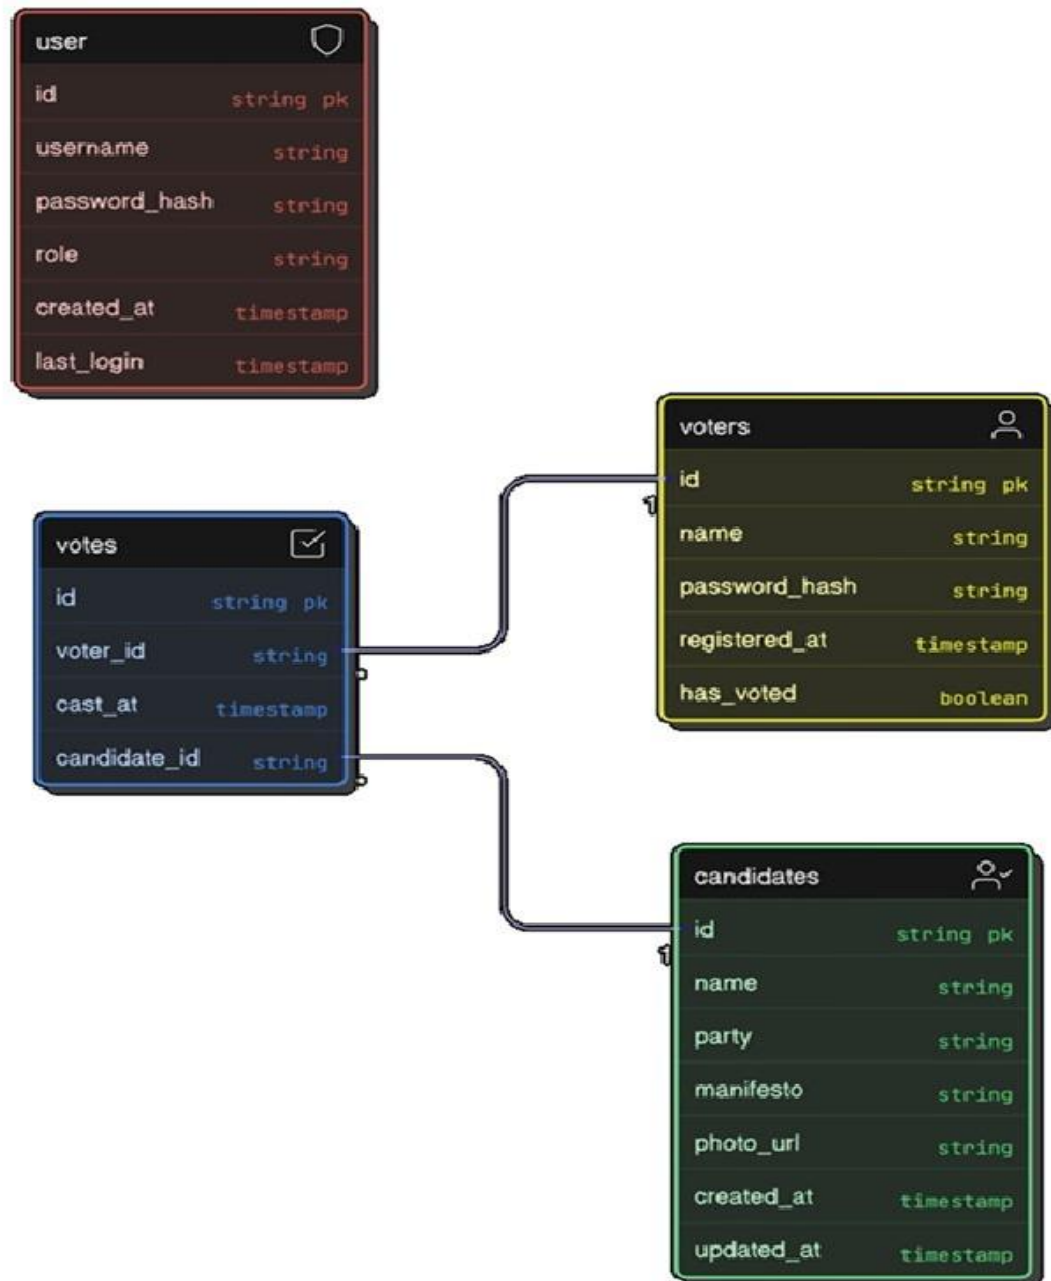 user
id string pk
username string
password_hash string
role string
created_at timestamp
last_login timestamp
voters
id string pk
1
name string
password_hash string
registered_at timestamp
has_voted boolean
votes
id string pk
voter_id string
cast_at timestamp
candidate_id string
candidates
id string pk
1
name string
party string
manifesto string
photo_url string
created_at timestamp
updated_at timestamp